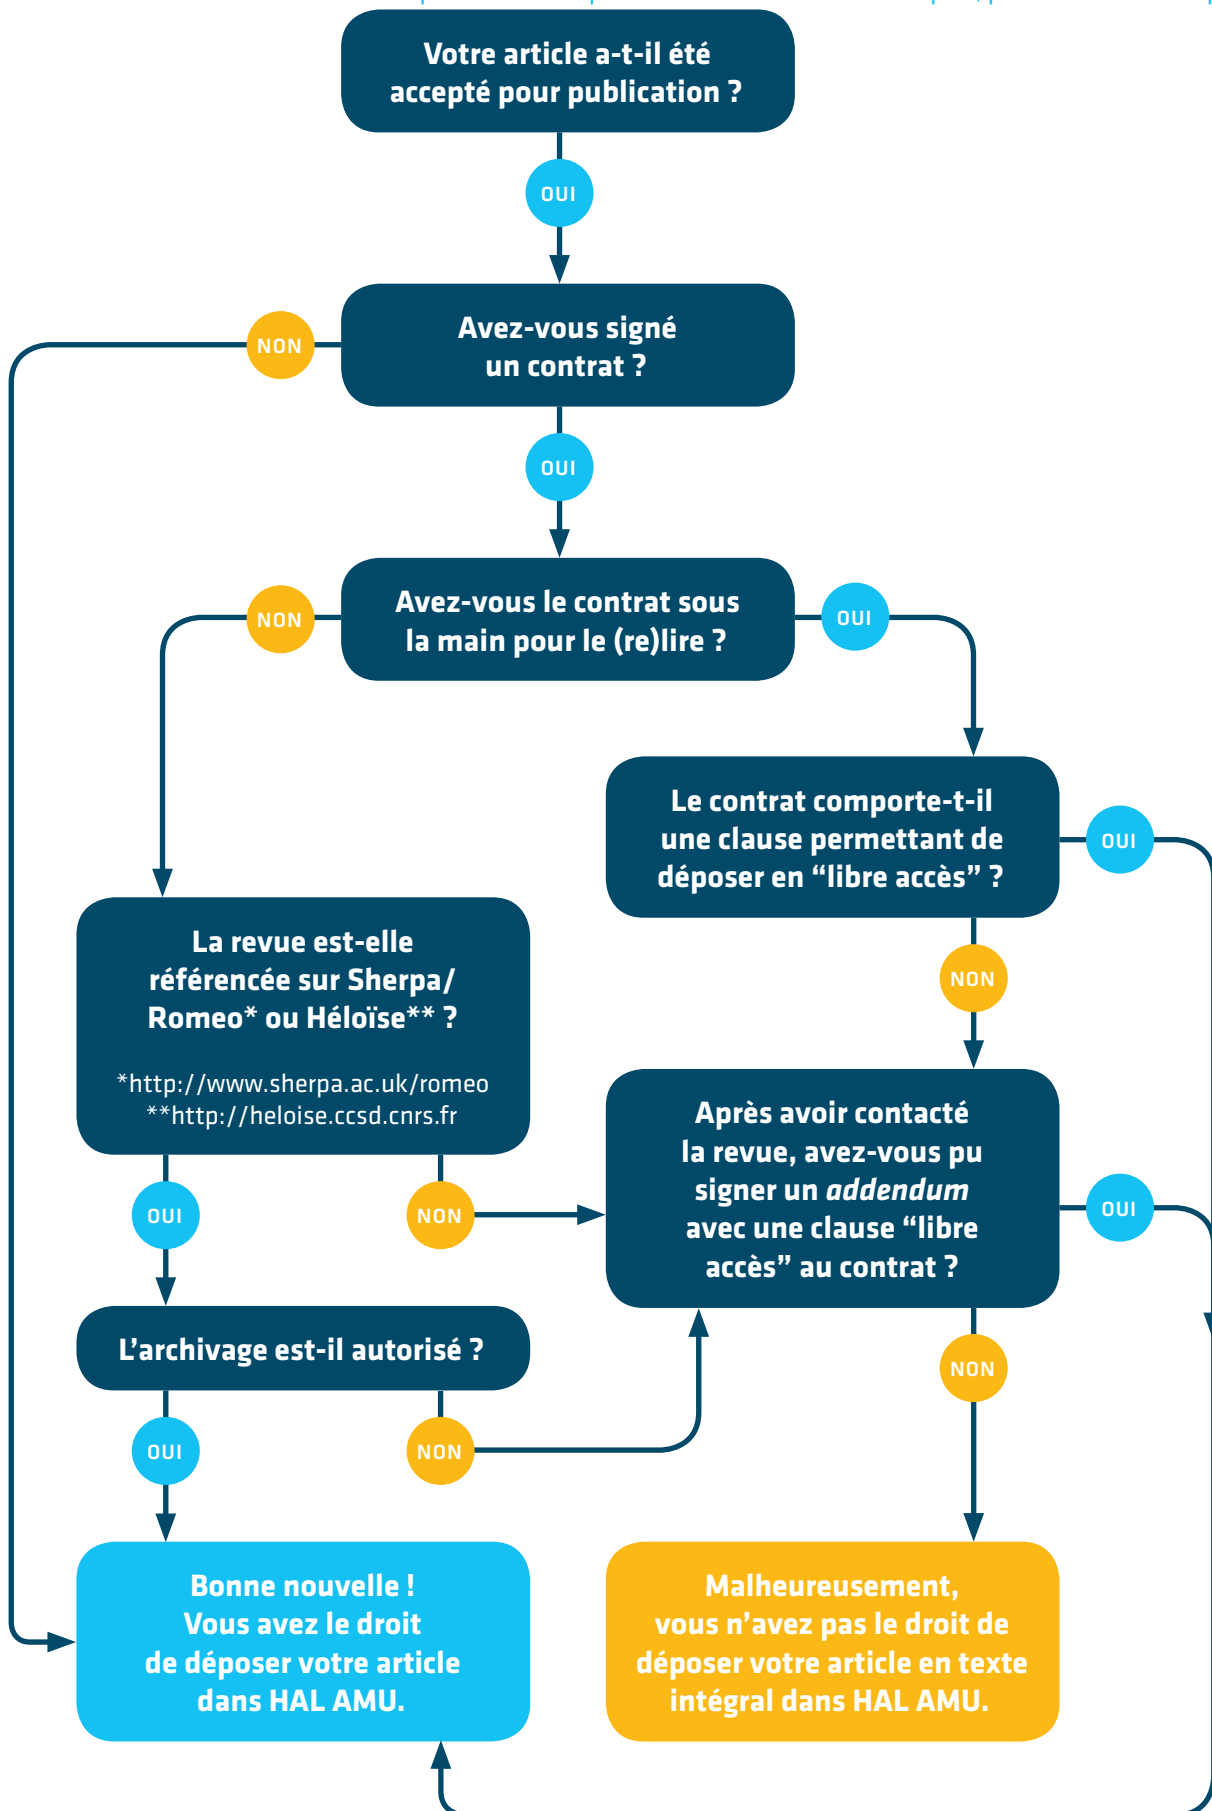 Votre article a-t-il été
accepté pour publication ?
OUI
Avez-vous signé
un contrat ?
NON
OUI
Avez-vous le contrat sous
la main pour le (re)lire ?
NON
OUI
Le contrat comporte-t-il
une clause permettant de
déposer en “libre accès” ?
OUI
NON
La revue est-elle
référencée sur Sherpa/
Romeo* ou Héloïse** ?
*http://www.sherpa.ac.uk/romeo
**http://heloise.ccsd.cnrs.fr
OUI
NON
Après avoir contacté
la revue, avez-vous pu
signer un addendum
avec une clause “libre
accès” au contrat ?
OUI
NON
L’archivage est-il autorisé ?
OUI
NON
Bonne nouvelle !
Vous avez le droit
de déposer votre article
dans HAL AMU.
Malheureusement,
vous n’avez pas le droit de
déposer votre article en texte
intégral dans HAL AMU.